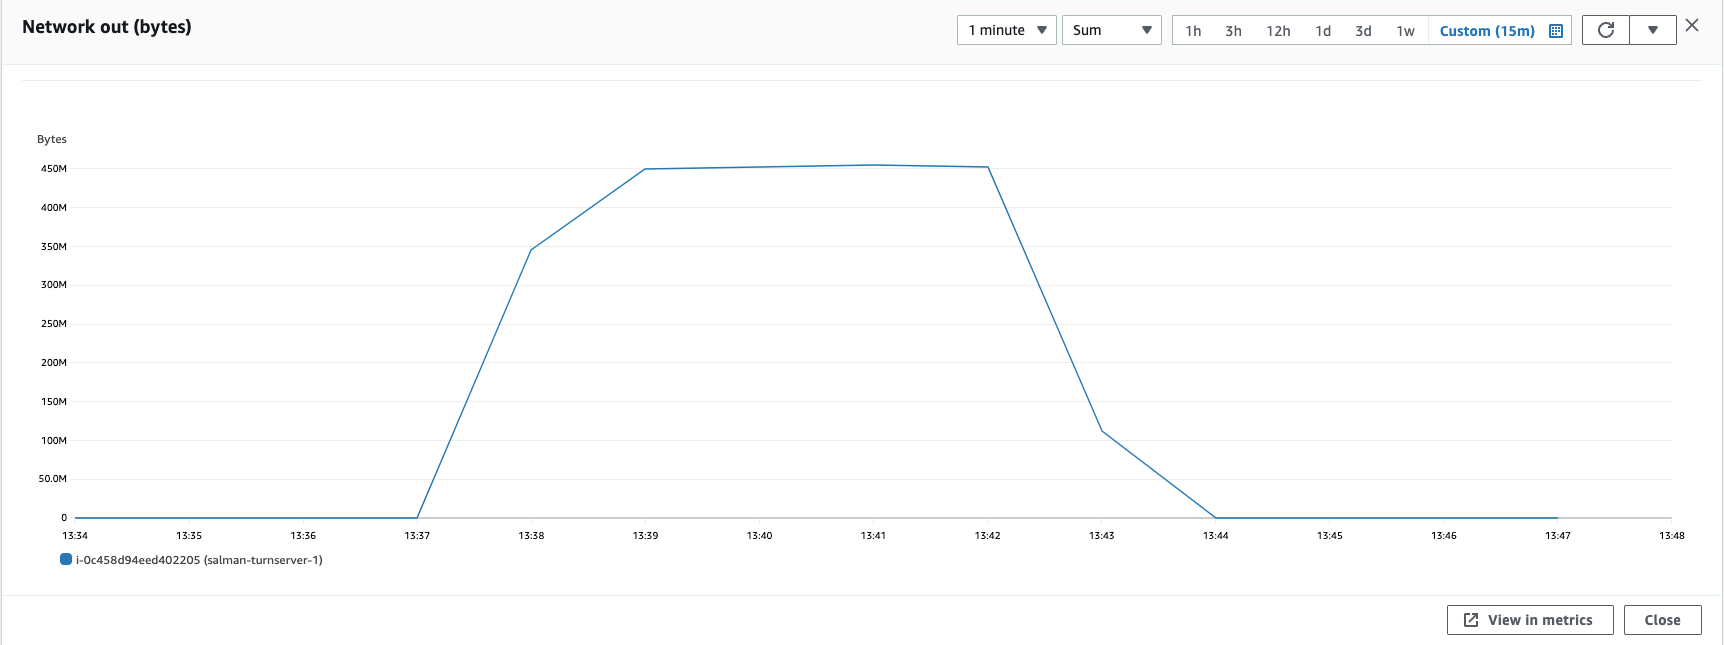 Network out (bytes)
1 minute
Sum
1h 3h 12h 1d 3d 1w Custom (15m)
Bytes
450M
400M
350M
300M
250M
200M
150M
100M
50.0M
0
13:34 13:35 13:36 13:37 13:38 13:39 13:40 13:41 13:42 13:43 13:44 13:45 13:46 13:47 13:48
i-0c458d94eed402205 (salman-turnserver-1)
View in metrics
Close